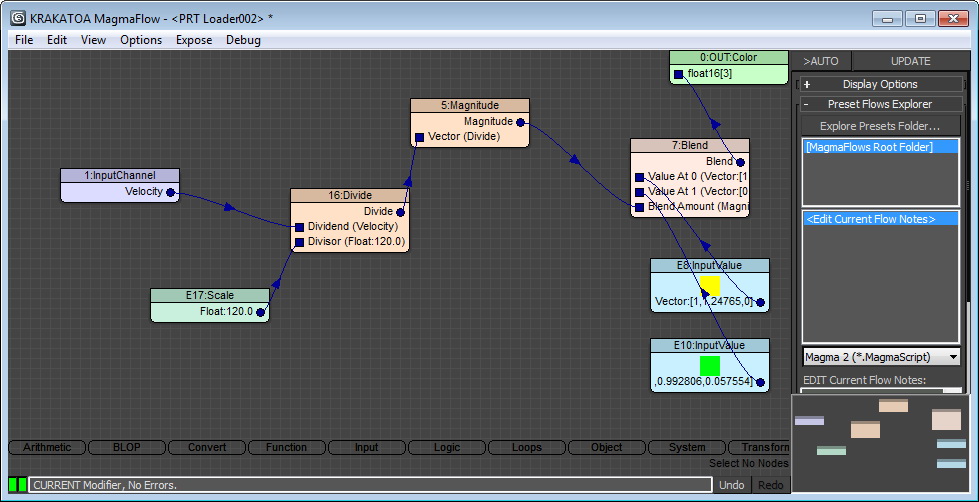 KRAKATOA MagmaFlow - <PRT Loader002> *
File Edit View Options Expose Debug
>AUTO UPDATE
+ Display Options
- Preset Flows Explorer
Explore Presets Folder...
[MagmaFlows Root Folder]
<Edit Current Flow Notes>
Magma 2 (*.MagmaScript)
EDIT Current Flow Notes:
0:OUT:Color
float16[3]
5:Magnitude
Magnitude
Vector (Divide)
7:Blend
Blend
Value At 0 (Vector:[1
Value At 1 (Vector:[0
Blend Amount (Magni
1:InputChannel
Velocity
16:Divide
Divide
Dividend (Velocity)
Divisor (Float:120.0)
E17:Scale
Float:120.0
E8:InputValue
Vector:[1,1.24765,0]
E10:InputValue
,0.992806,0.057554]
Arithmetic BLOP Convert Function Input Logic Loops Object System Transform
Select No Nodes
CURRENT Modifier, No Errors.
Undo Redo